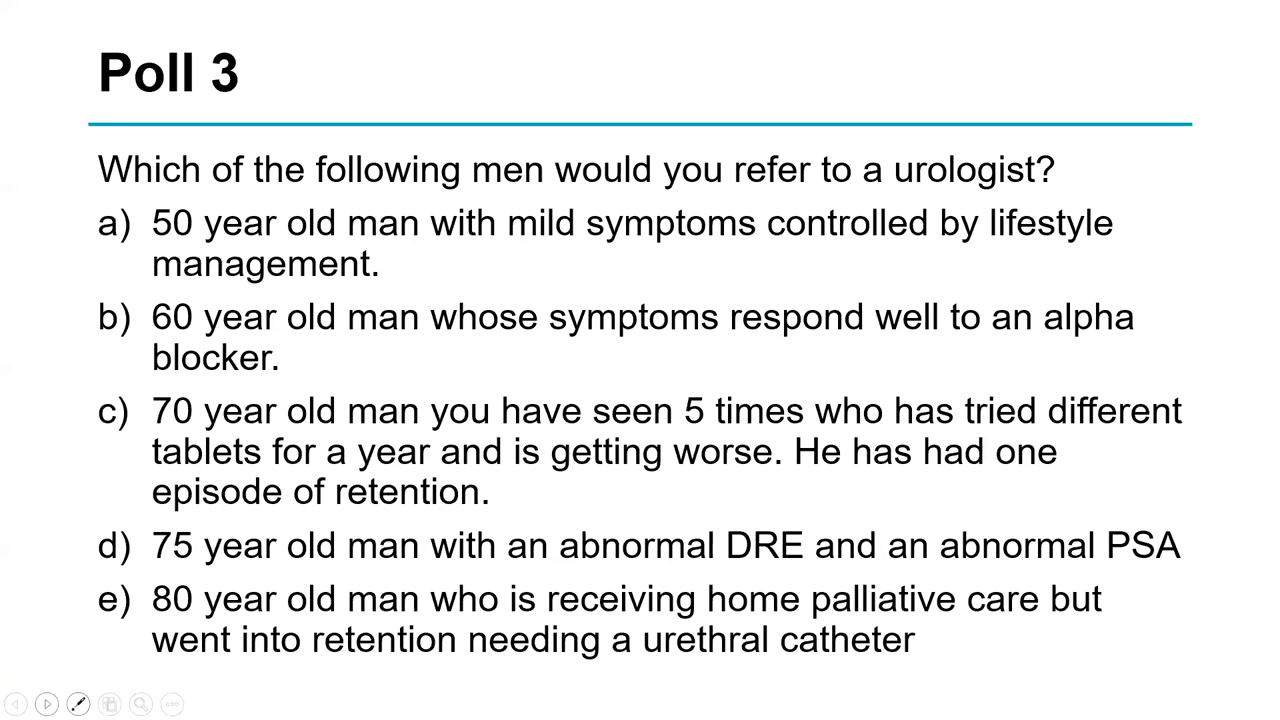 Poll 3
Which of the following men would you refer to a urologist?
a) 50 year old man with mild symptoms controlled by lifestyle
management.
b) 60 year old man whose symptoms respond well to an alpha
blocker.
c) 70 year old man you have seen 5 times who has tried different
tablets for a year and is getting worse. He has had one
episode of retention.
d) 75 year old man with an abnormal DRE and an abnormal PSA
e) 80 year old man who is receiving home palliative care but
went into retention needing a urethral catheter